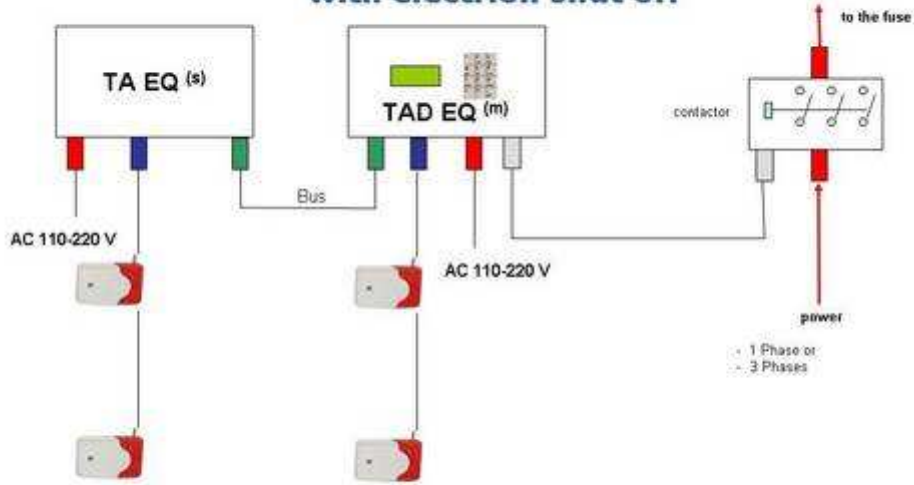 to the fuse
TA EQ (s)
TAD EQ (m)
contactor
Bus
AC 110-220 V
AC 110-220 V
power
- 1 Phase or
- 3 Phases